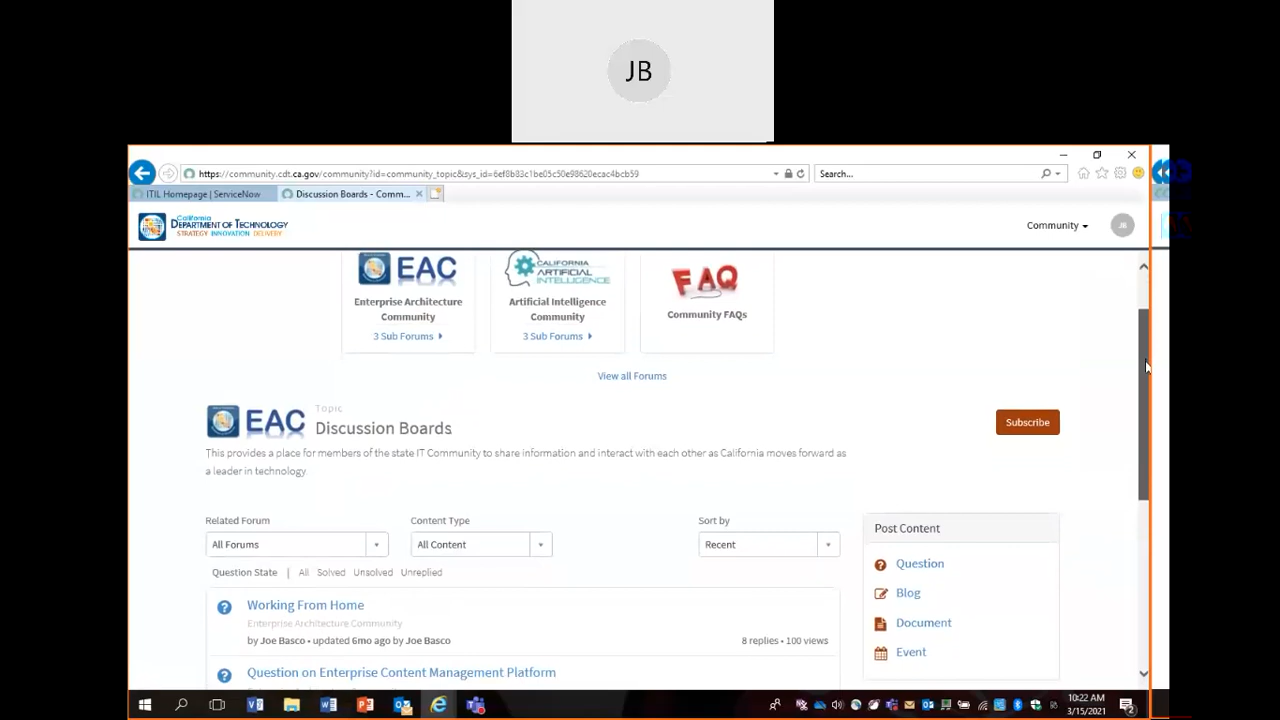 JB
https://community.cdt.ca.gov/community?id=community_topic&sys_id=6ef8b83c1be05c50e98620ecac4bcb59
Search...
ITIL Homepage | ServiceNow
Discussion Boards - Comm...
California
DEPARTMENT OF TECHNOLOGY
STRATEGY INNOVATION DELIVERY
Community
JB
EAC
CALIFORNIA
ARTIFICIAL
INTELLIGENCE
FAQ
Enterprise Architecture
Community
3 Sub Forums
Artificial Intelligence
Community
3 Sub Forums
Community FAQs
View all Forums
EAC
Topic
Discussion Boards
Subscribe
This provides a place for members of the state IT Community to share information and interact with each other as California moves forward as
a leader in technology
Related Forum
Content Type
Sort by
All Forums
All Content
Recent
Question State | All Solved Unsolved Unreplied
Post Content
Question
Blog
Document
Event
Working From Home
Enterprise Architecture Community
by Joe Basco • updated 6mo ago by Joe Basco
8 replies • 100 views
Question on Enterprise Content Management Platform
10:22 AM
3/15/2021